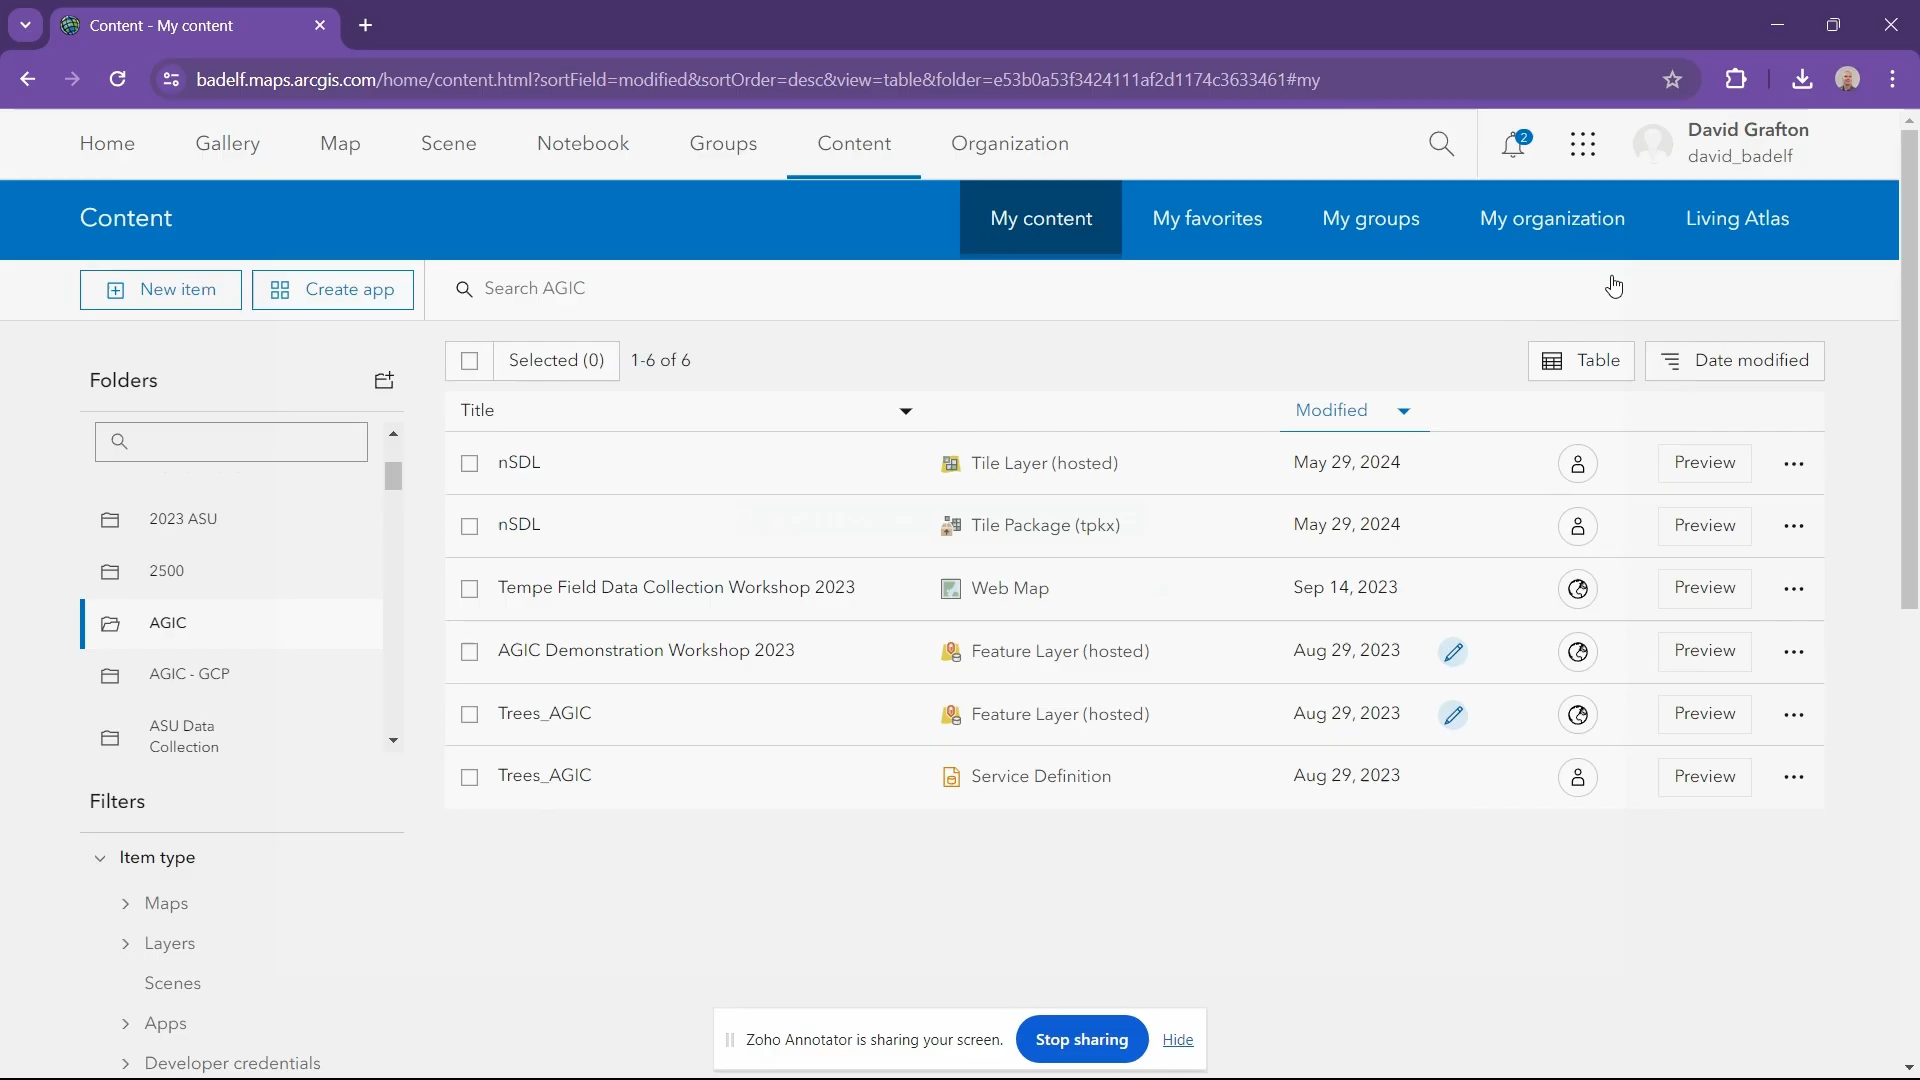 Content - My content
badelf.maps.arcgis.com/home/content.html?sortField=modified&sortOrder=desc&view=table&folder=e53b0a53f3424111af2d1174c3633461#my
Home Gallery Map Scene Notebook Groups Content Organization 2 David Grafton
david_badelf
Content My content My favorites My groups My organization Living Atlas
New item Create app Search AGIC
Selected (0) 1-6 of 6 Table Date modified
Folders
Title Modified
nSDL Tile Layer (hosted) May 29, 2024 Preview
2023 ASU
nSDL Tile Package (tpkx) May 29, 2024 Preview
2500
Tempe Field Data Collection Workshop 2023 Web Map Sep 14, 2023 Preview
AGIC
AGIC Demonstration Workshop 2023 Feature Layer (hosted) Aug 29, 2023 Preview
AGIC - GCP
Trees_AGIC Feature Layer (hosted) Aug 29, 2023 Preview
ASU Data
Collection
Trees_AGIC Service Definition Aug 29, 2023 Preview
Filters
Item type
Maps
Layers
Scenes
Apps
Developer credentials
Zoho Annotator is sharing your screen. Stop sharing Hide